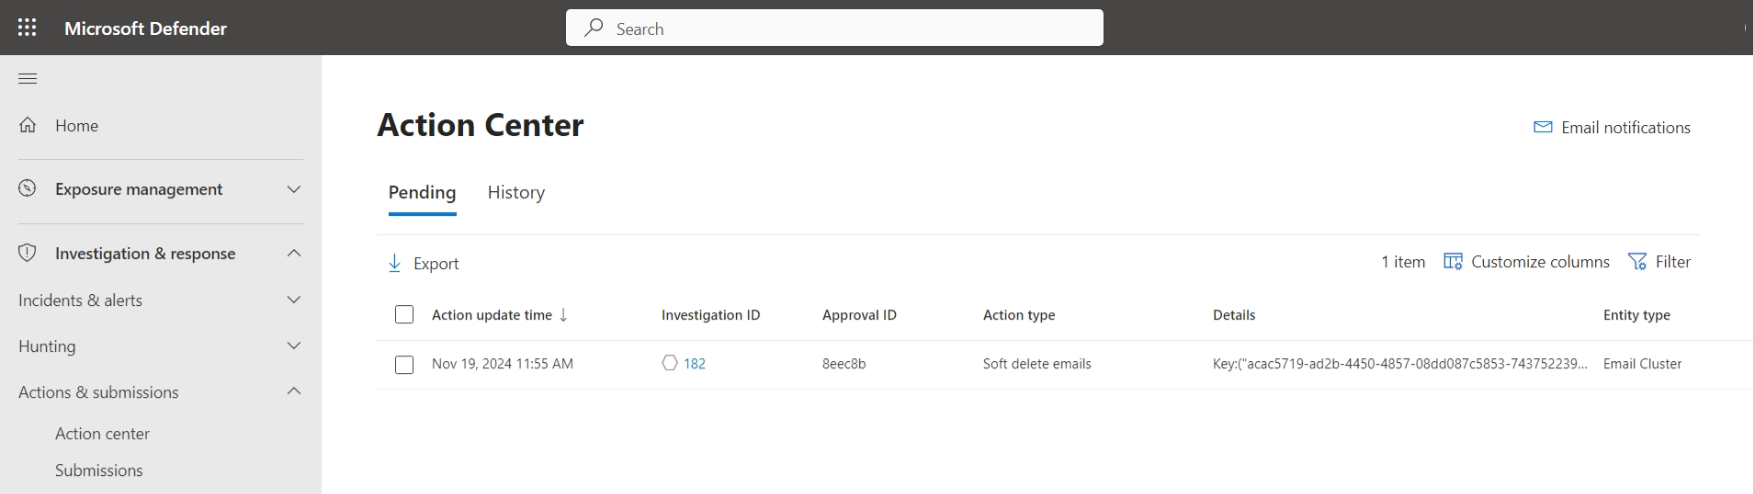 Microsoft Defender
Search
Home
Exposure management
Investigation & response
Incidents & alerts
Hunting
Actions & submissions
Action center
Submissions
Action Center
Email notifications
Pending History
Export
1 item Customize columns Filter
Action update time ↓ Investigation ID Approval ID Action type Details Entity type
Nov 19, 2024 11:55 AM 182 8eec8b Soft delete emails Key:("acac5719-ad2b-4450-4857-08dd087c5853-743752239... Email Cluster